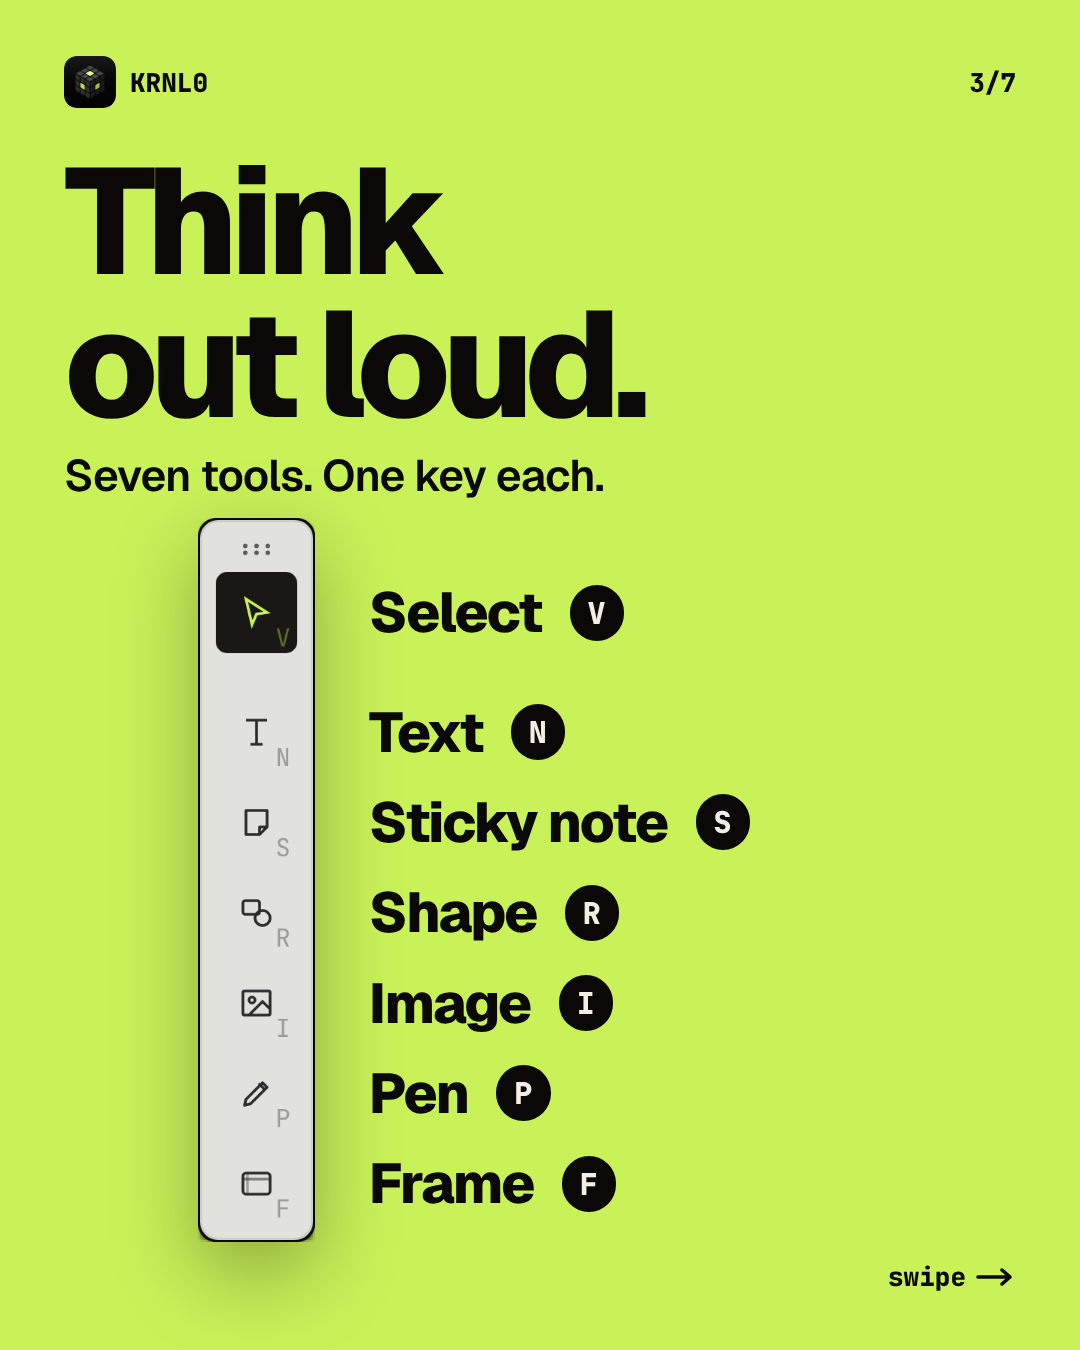 KRNL0
3/7
Think
out loud.
Seven tools. One key each.
V
Select V
N
Text N
S
Sticky note S
R
Shape R
I
Image I
P
Pen P
F
Frame F
swipe →